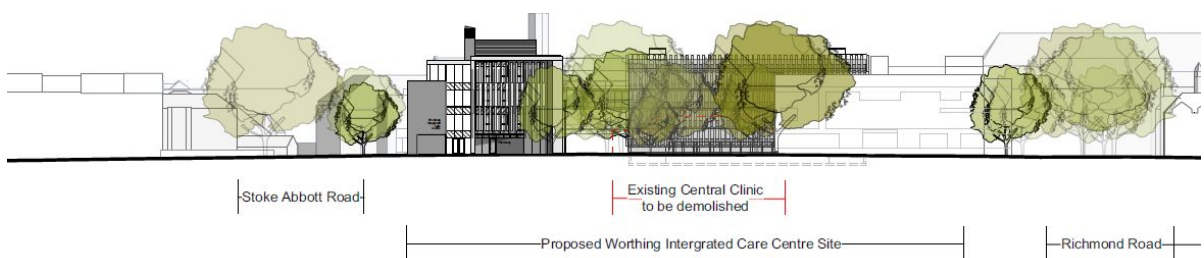 Stoke Abbott Road
Existing Central Clinic
to be demolished
Proposed Worthing Intergrated Care Centre Site
Richmond Road